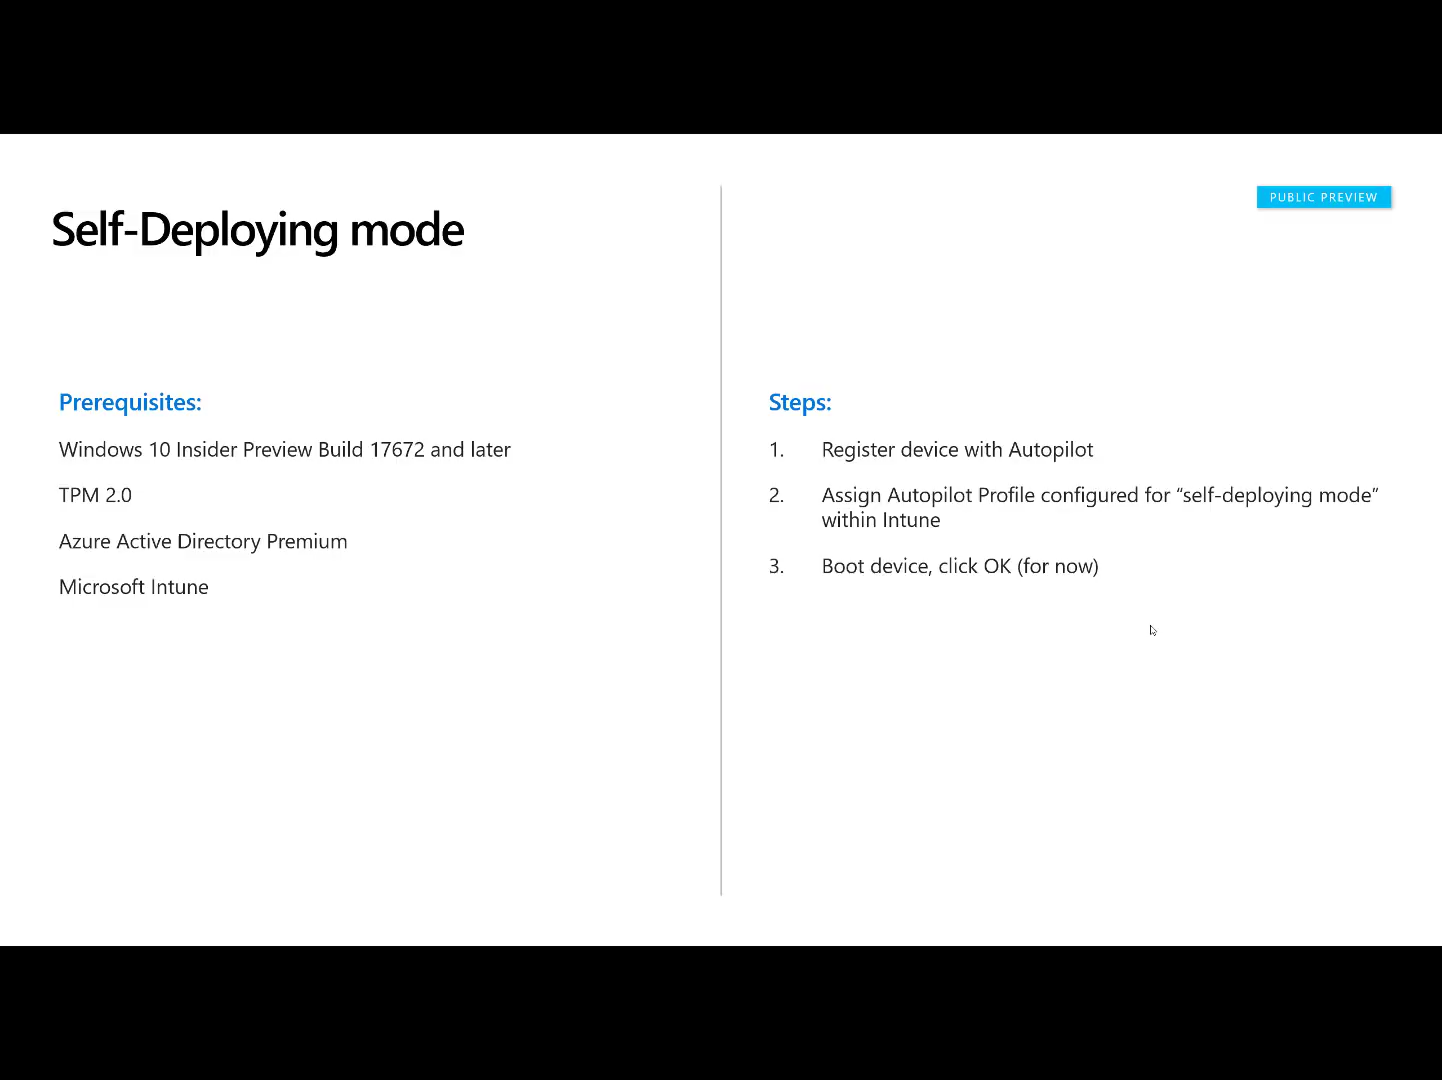 Self-Deploying mode
PUBLIC PREVIEW
Prerequisites:
Windows 10 Insider Preview Build 17672 and later
TPM 2.0
Azure Active Directory Premium
Microsoft Intune
Steps:
1. Register device with Autopilot
2. Assign Autopilot Profile configured for “self-deploying mode”
within Intune
3. Boot device, click OK (for now)